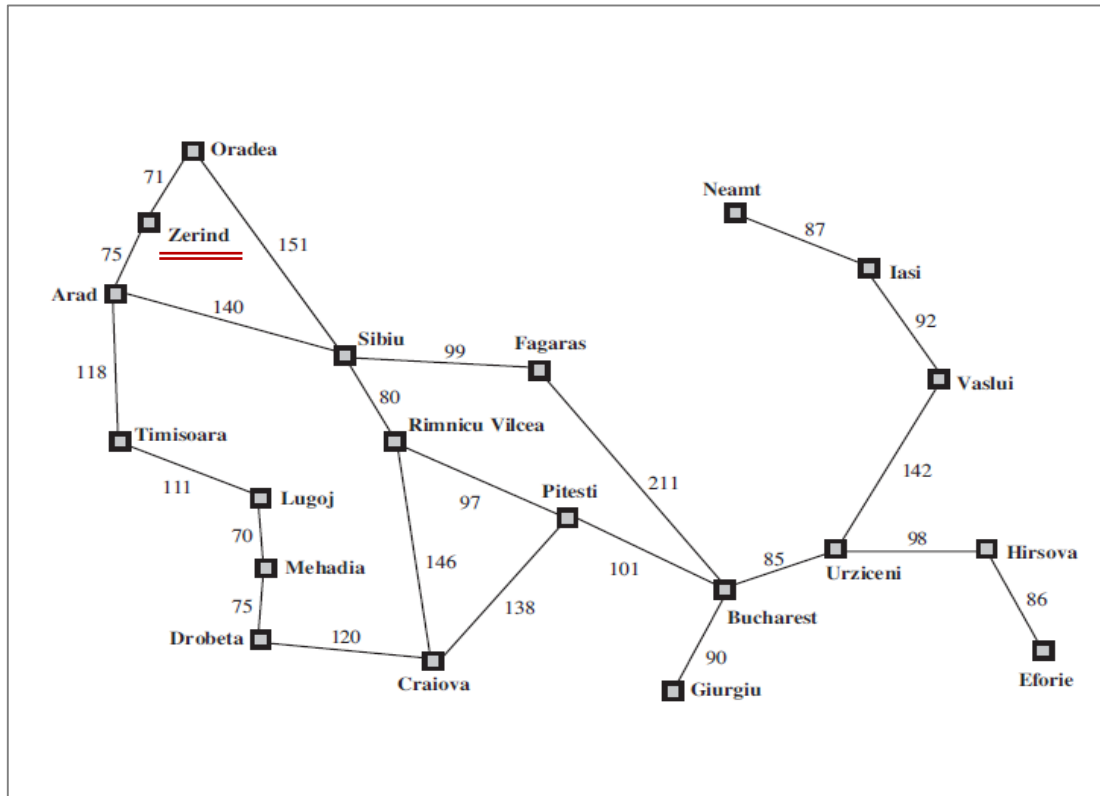 Oradea
71
Neamt
87
Zerind
151
75
Iasi
Arad
140
92
Sibiu
Fagaras
99
118
Vaslui
80
Timisoara
Rimnicu Vilcea
142
111
211
Lugoj
97
Pitesti
70
98
Hirsova
Mehadia
146
101
85
Urziceni
86
75
138
Bucharest
Drobeta
120
90
Eforie
Craiova
Giurgiu